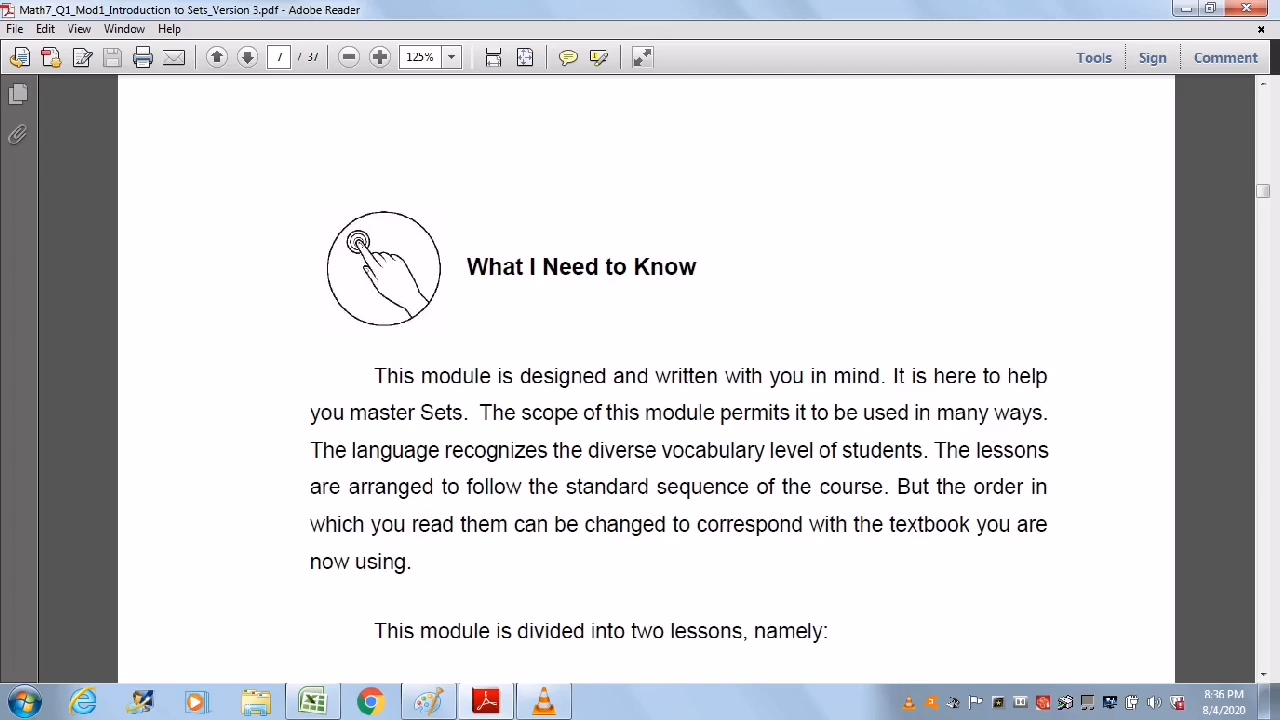 Math7_Q1_Mod1_Introduction to Sets_Version 3.pdf - Adobe Reader
File Edit View Window Help
7 / 37 125% Tools Sign Comment
What I Need to Know
This module is designed and written with you in mind. It is here to help
you master Sets. The scope of this module permits it to be used in many ways.
The language recognizes the diverse vocabulary level of students. The lessons
are arranged to follow the standard sequence of the course. But the order in
which you read them can be changed to correspond with the textbook you are
now using.
This module is divided into two lessons, namely:
8:36 PM
8/4/2020